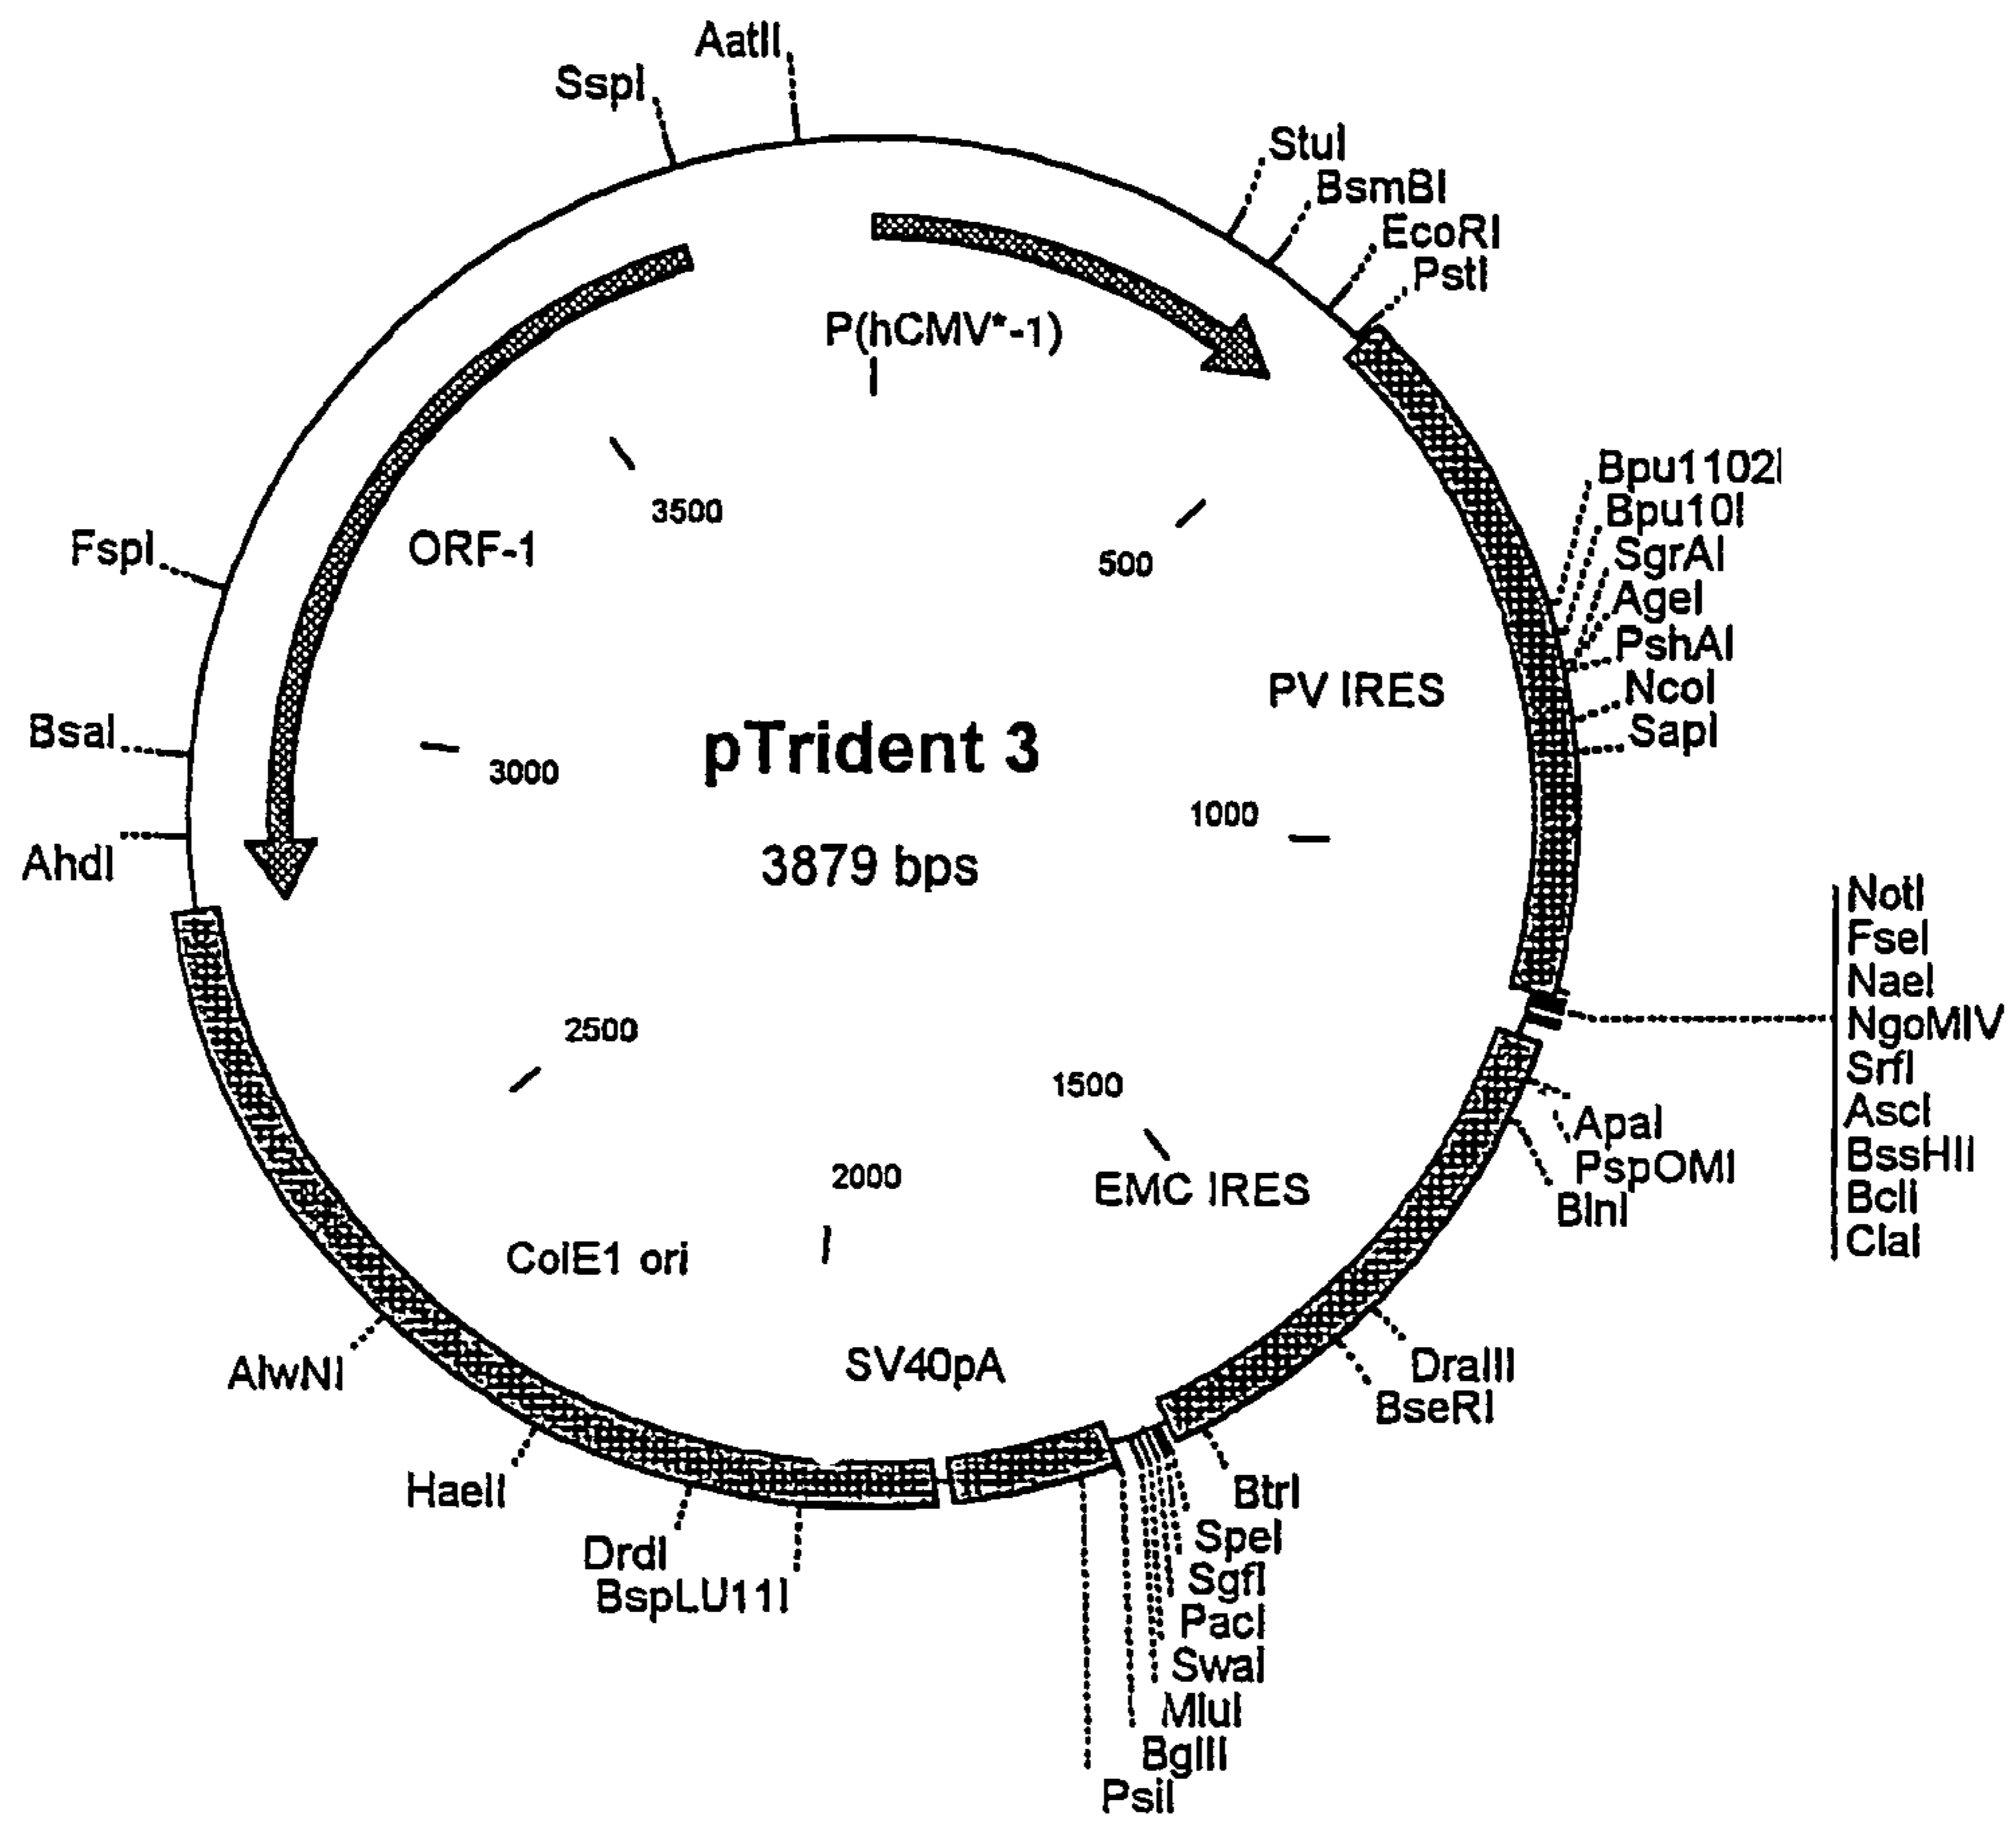 AatII
SspI
StuI
BsmBI
EcoRI
PstI
P(hCMV*-1)
I
3500
ORF-1
500
Bpu1102I
Bpu10I
SgrAI
AgeI
PshAI
NcoI
SapI
FspI
PV IRES
BsaI
pTrident 3
3000
1000
3879 bps
AhdI
NotI
FseI
NaeI
NgoMIV
SrfI
AscI
BssHII
BclI
ClaI
2500
1500
ApaI
PspOMI
BlnI
2000
EMC IRES
ColE1 ori
SV40pA
AlwNI
DraIII
BseRI
HaeII
BtrI
DrdI
SpeI
BspLU11I
SgfI
PacI
SwaI
MluI
BglII
PsiI